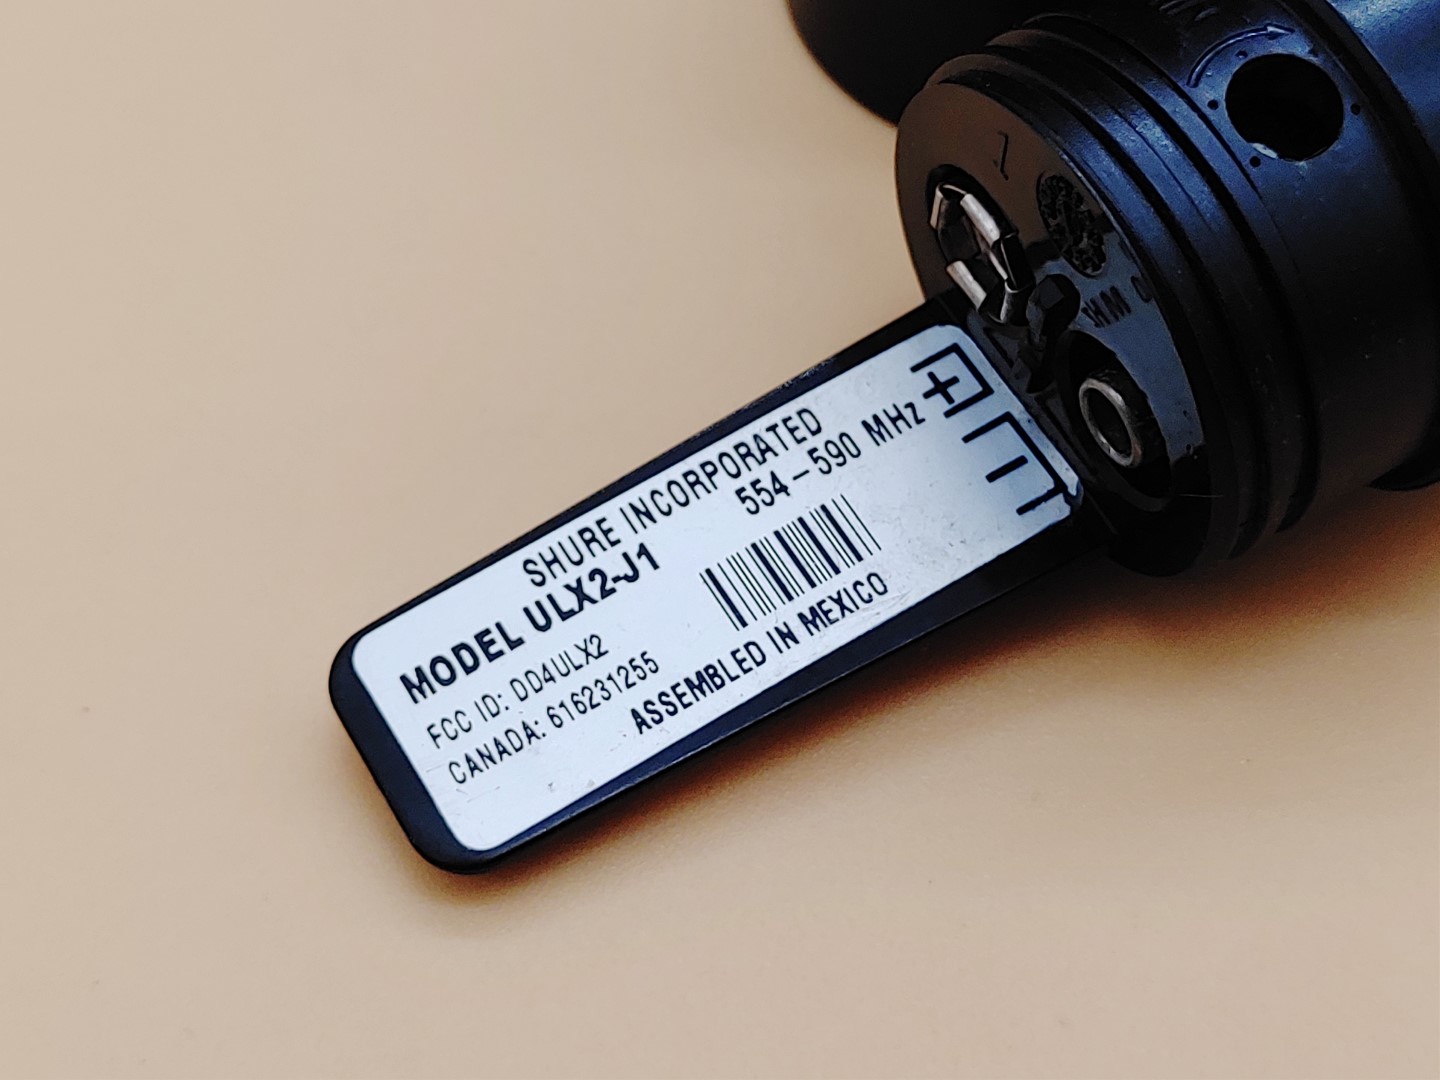 SHURE INCORPORATED
MODEL ULX2-J1
554-590 MHz
FCC ID: DD4ULX2
CANADA: 616231255
ASSEMBLED IN MEXICO
+
-